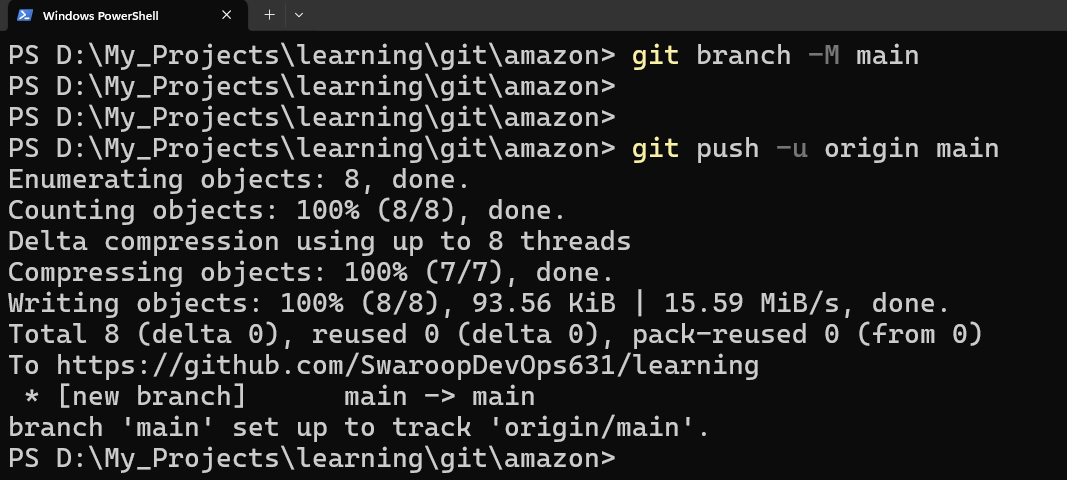 Windows PowerShell
PS D:\My_Projects\learning\git\amazon> git branch -M main
PS D:\My_Projects\learning\git\amazon>
PS D:\My_Projects\learning\git\amazon>
PS D:\My_Projects\learning\git\amazon> git push -u origin main
Enumerating objects: 8, done.
Counting objects: 100% (8/8), done.
Delta compression using up to 8 threads
Compressing objects: 100% (7/7), done.
Writing objects: 100% (8/8), 93.56 KiB | 15.59 MiB/s, done.
Total 8 (delta 0), reused 0 (delta 0), pack-reused 0 (from 0)
To https://github.com/SwaroopDevOps631/learning
 * [new branch]      main -> main
branch 'main' set up to track 'origin/main'.
PS D:\My_Projects\learning\git\amazon>